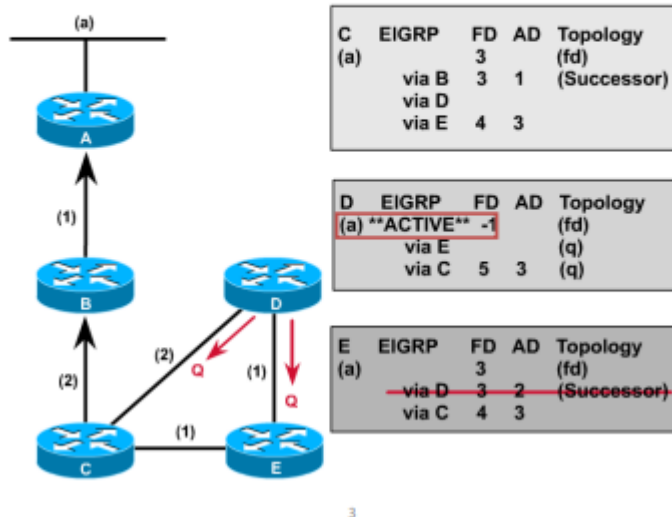 (a)
A
(1)
B
D
(2)
(2)
(1)
Q
Q
(1)
C
E
C EIGRP FD AD Topology
(a) 3 (fd)
via B 3 1 (Successor)
via D
via E 4 3
D EIGRP FD AD Topology
(a) **ACTIVE** -1 (fd)
via E (q)
via C 5 3 (q)
E EIGRP FD AD Topology
(a) 3 (fd)
via D 3 2 (Successor)
via C 4 3
3